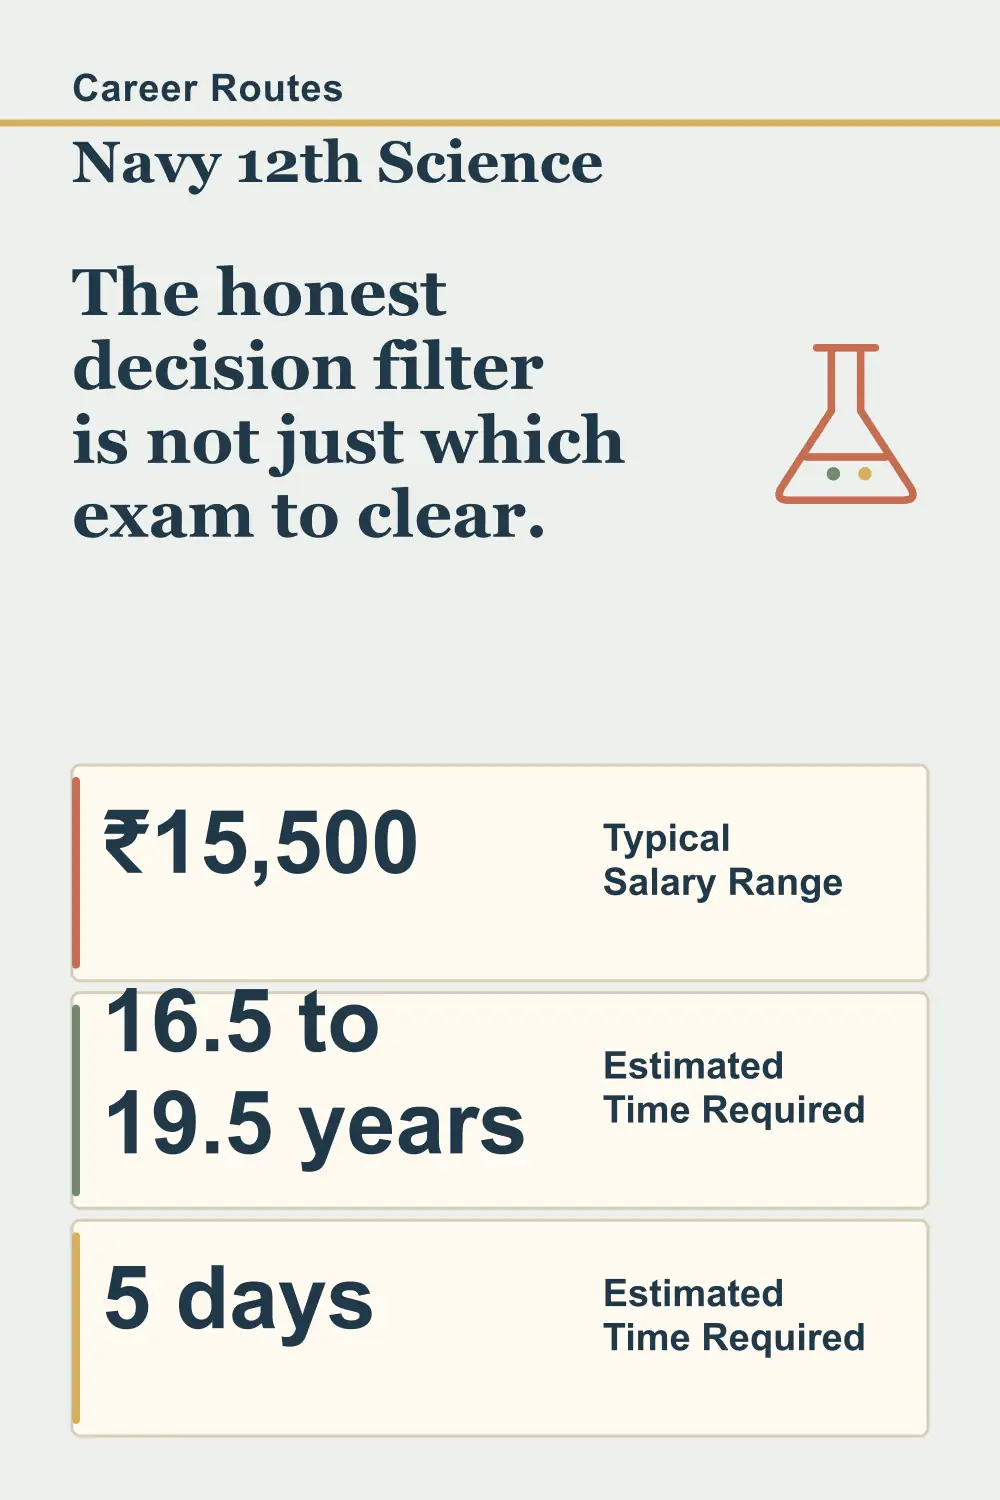 Career Routes
Navy 12th Science
The honest
decision filter
is not just which
exam to clear.
₹15,500
Typical
Salary Range
16.5 to
19.5 years
Estimated
Time Required
5 days
Estimated
Time Required